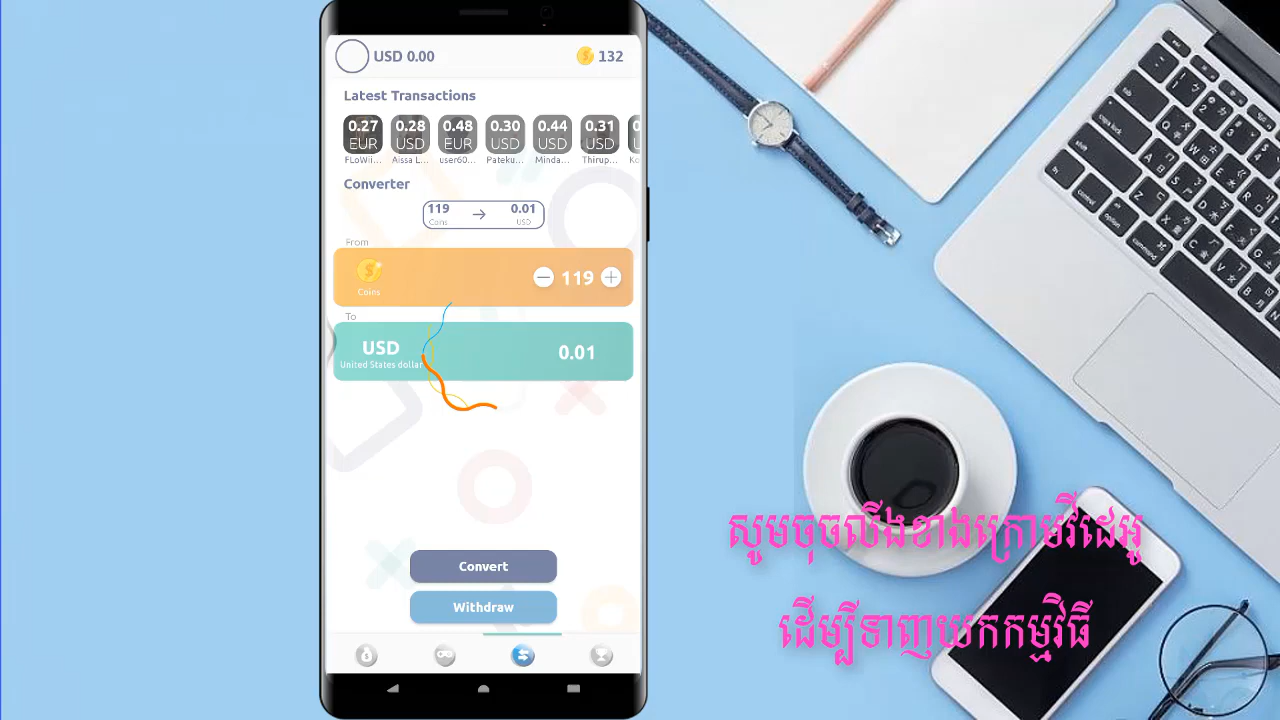 USD 0.00
132
Latest Transactions
0.27 0.28 0.48 0.30 0.44 0.31
EUR USD EUR USD USD USD
FLoWii... Aissa L... user60... Pateku... Minda... Thirup...
Converter
119 → 0.01
Coins USD
From
Coins
119
To
USD
United States dollar
0.01
Convert
Withdraw
សូមចុចលីងខាងក្រោមវីដេអូ
ដើម្បីទាញយកកម្មវិធី